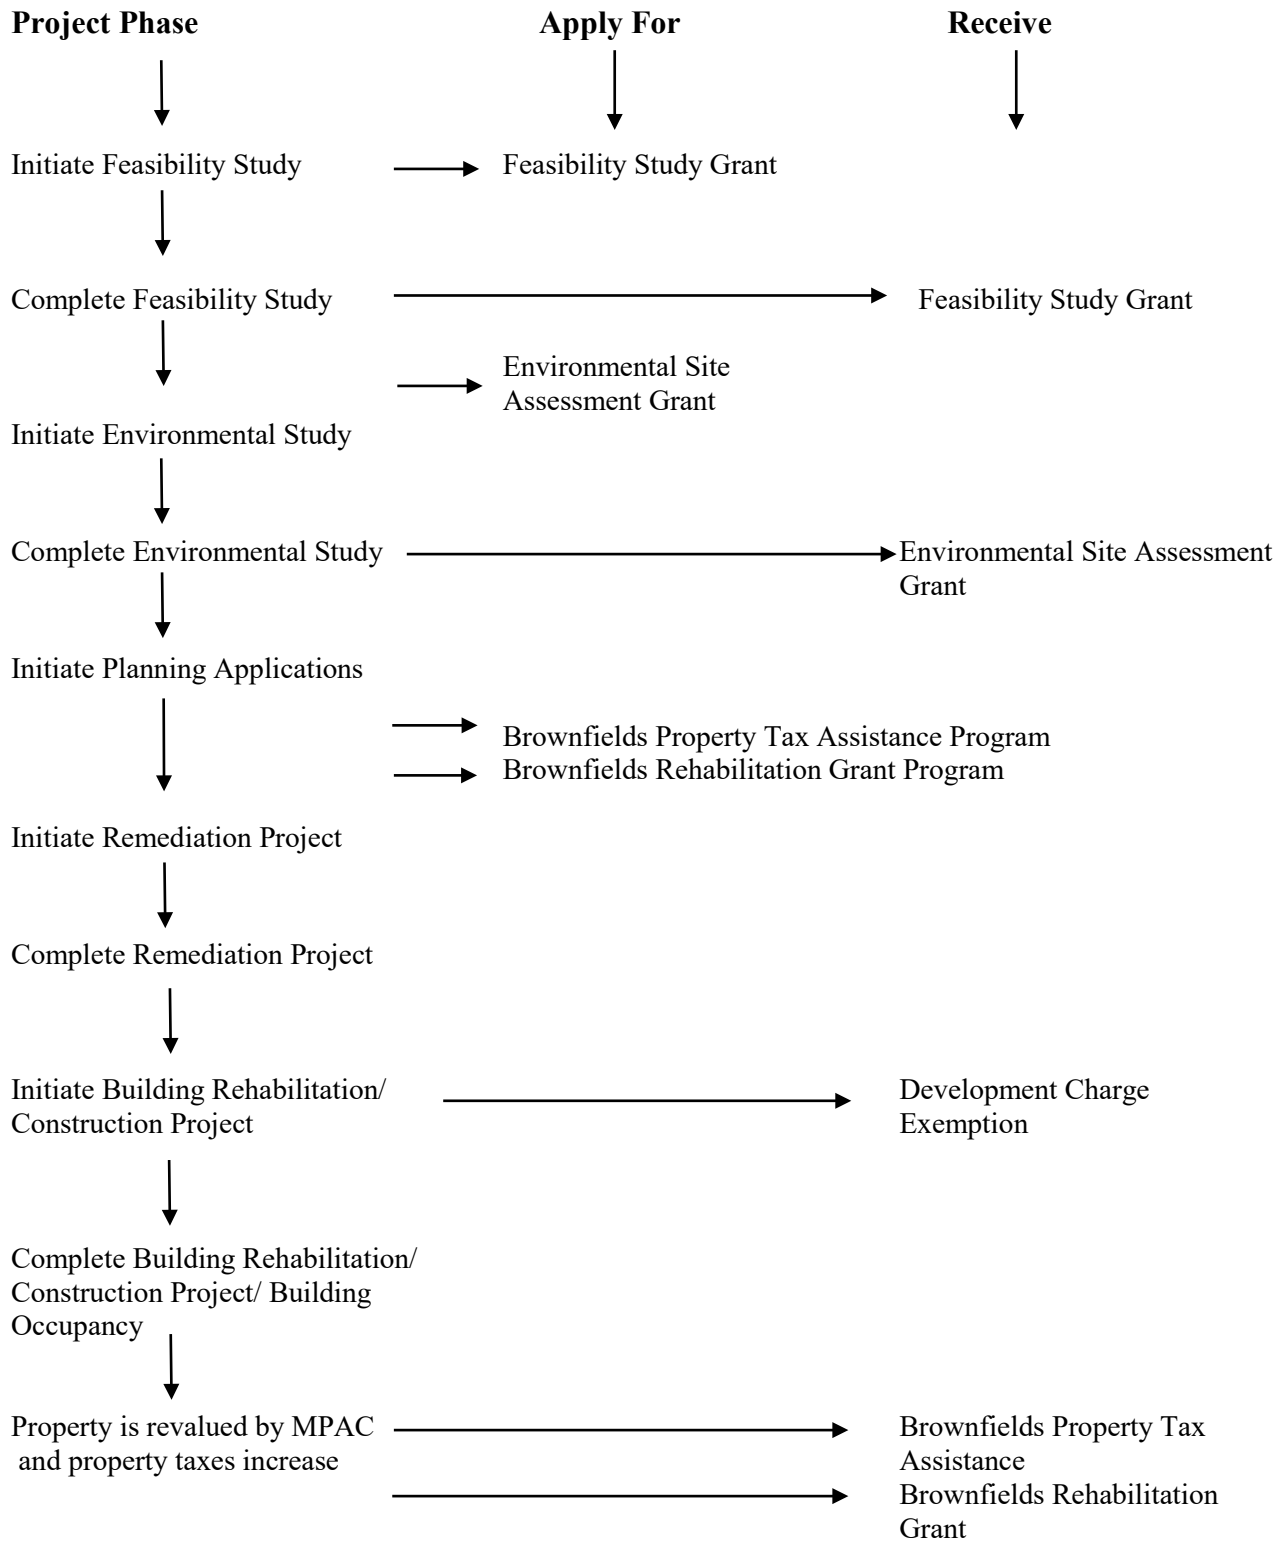 Project Phase
Apply For
Receive
Initiate Feasibility Study
Feasibility Study Grant
Complete Feasibility Study
Feasibility Study Grant
Environmental Site
Assessment Grant
Initiate Environmental Study
Complete Environmental Study
Environmental Site Assessment
Grant
Initiate Planning Applications
Brownfields Property Tax Assistance Program
Brownfields Rehabilitation Grant Program
Initiate Remediation Project
Complete Remediation Project
Initiate Building Rehabilitation/
Construction Project
Development Charge
Exemption
Complete Building Rehabilitation/
Construction Project/ Building
Occupancy
Property is revalued by MPAC
and property taxes increase
Brownfields Property Tax
Assistance
Brownfields Rehabilitation
Grant